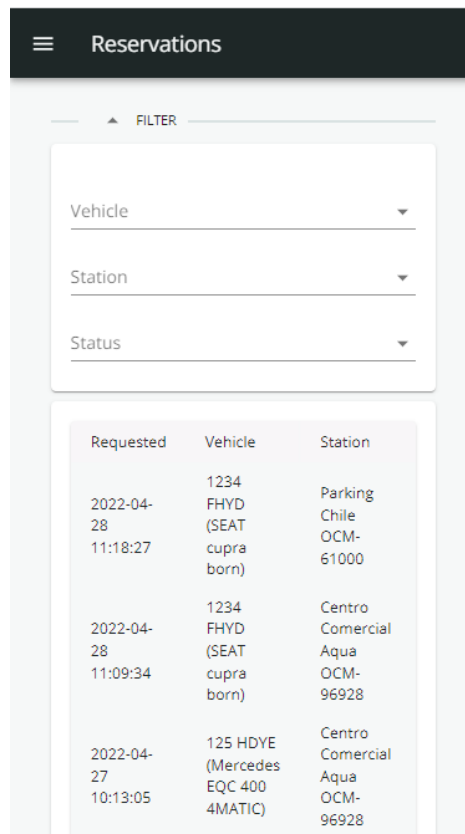 Reservations
FILTER
Vehicle
Station
Status
Requested Vehicle Station
2022-04-
28
11:18:27
1234
FHYD
(SEAT
cupra
born)
Parking
Chile
OCM-
61000
2022-04-
28
11:09:34
1234
FHYD
(SEAT
cupra
born)
Centro
Comercial
Aqua
OCM-
96928
2022-04-
27
10:13:05
125 HDYE
(Mercedes
EQC 400
4MATIC)
Centro
Comercial
Aqua
OCM-
96928